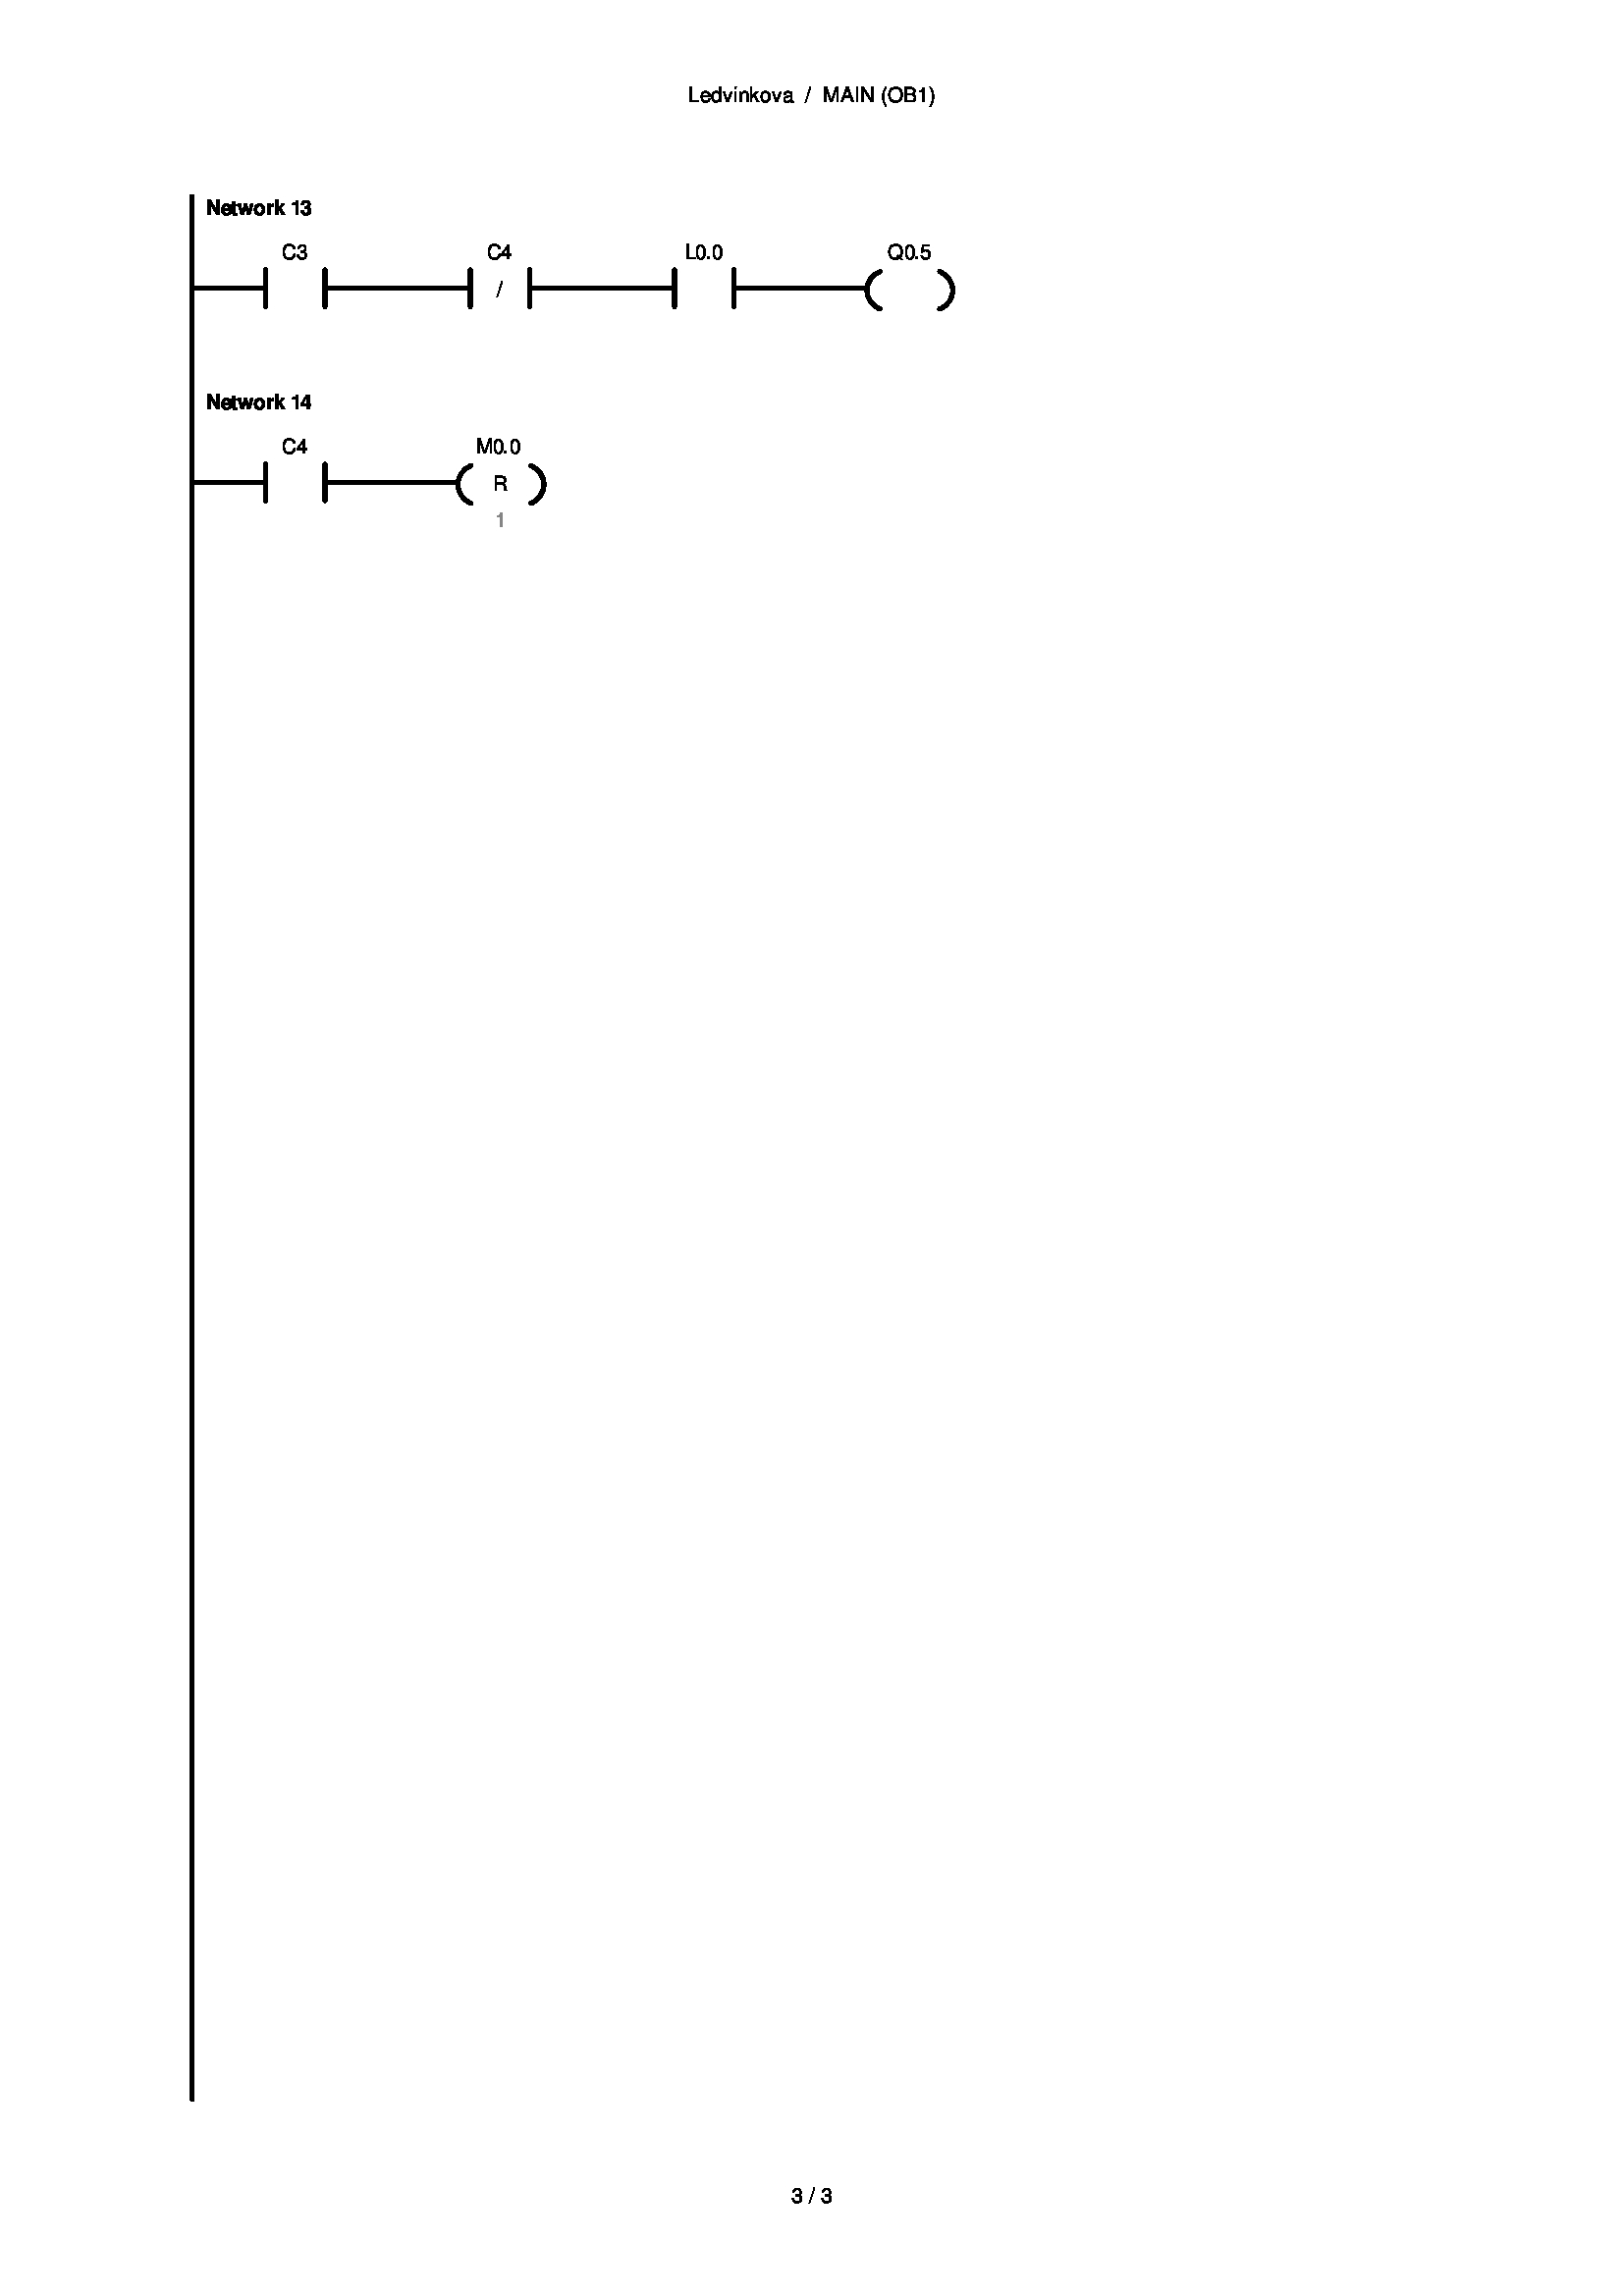 Ledvinkova / MAIN (OB1)
Network 13
C3 C4 L0.0 Q0.5
/
Network 14
C4 M0.0
R
1
3 / 3